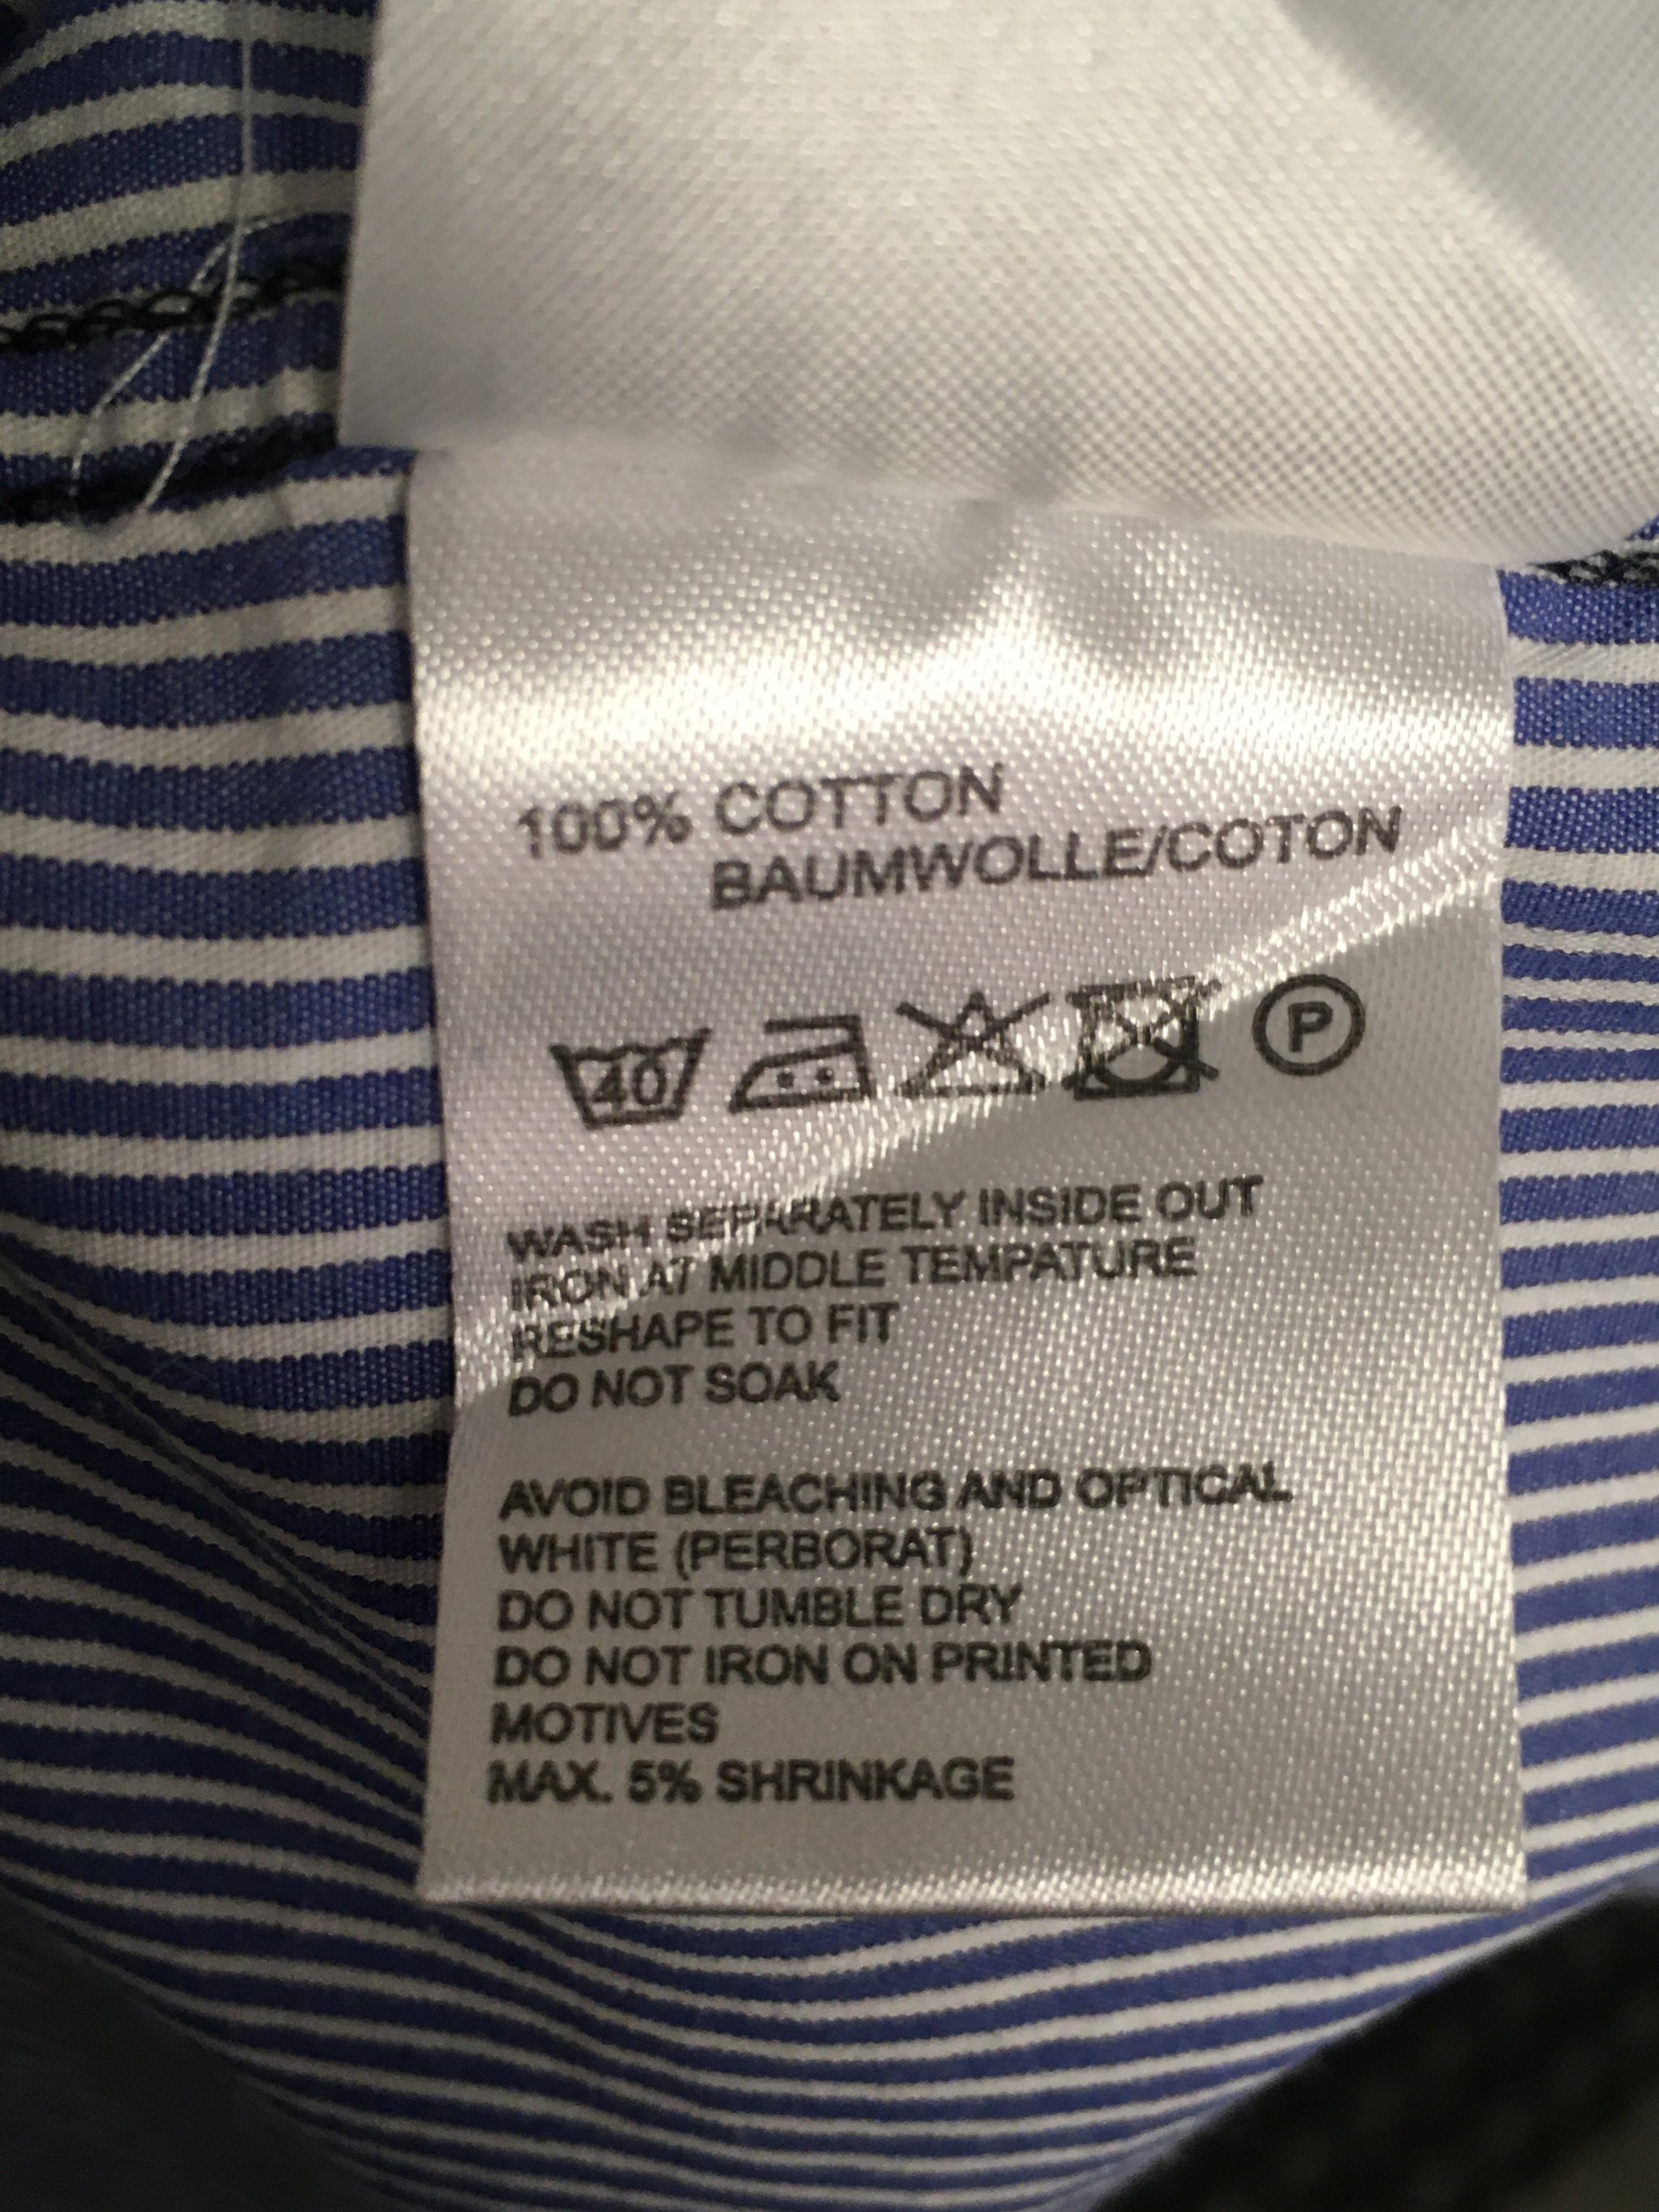 100% COTTON
BAUMWOLLE/COTON
40 P
WASH SEPARATELY INSIDE OUT
IRON AT MIDDLE TEMPATURE
RESHAPE TO FIT
DO NOT SOAK
AVOID BLEACHING AND OPTICAL
WHITE (PERBORAT)
DO NOT TUMBLE DRY
DO NOT IRON ON PRINTED
MOTIVES
MAX. 5% SHRINKAGE